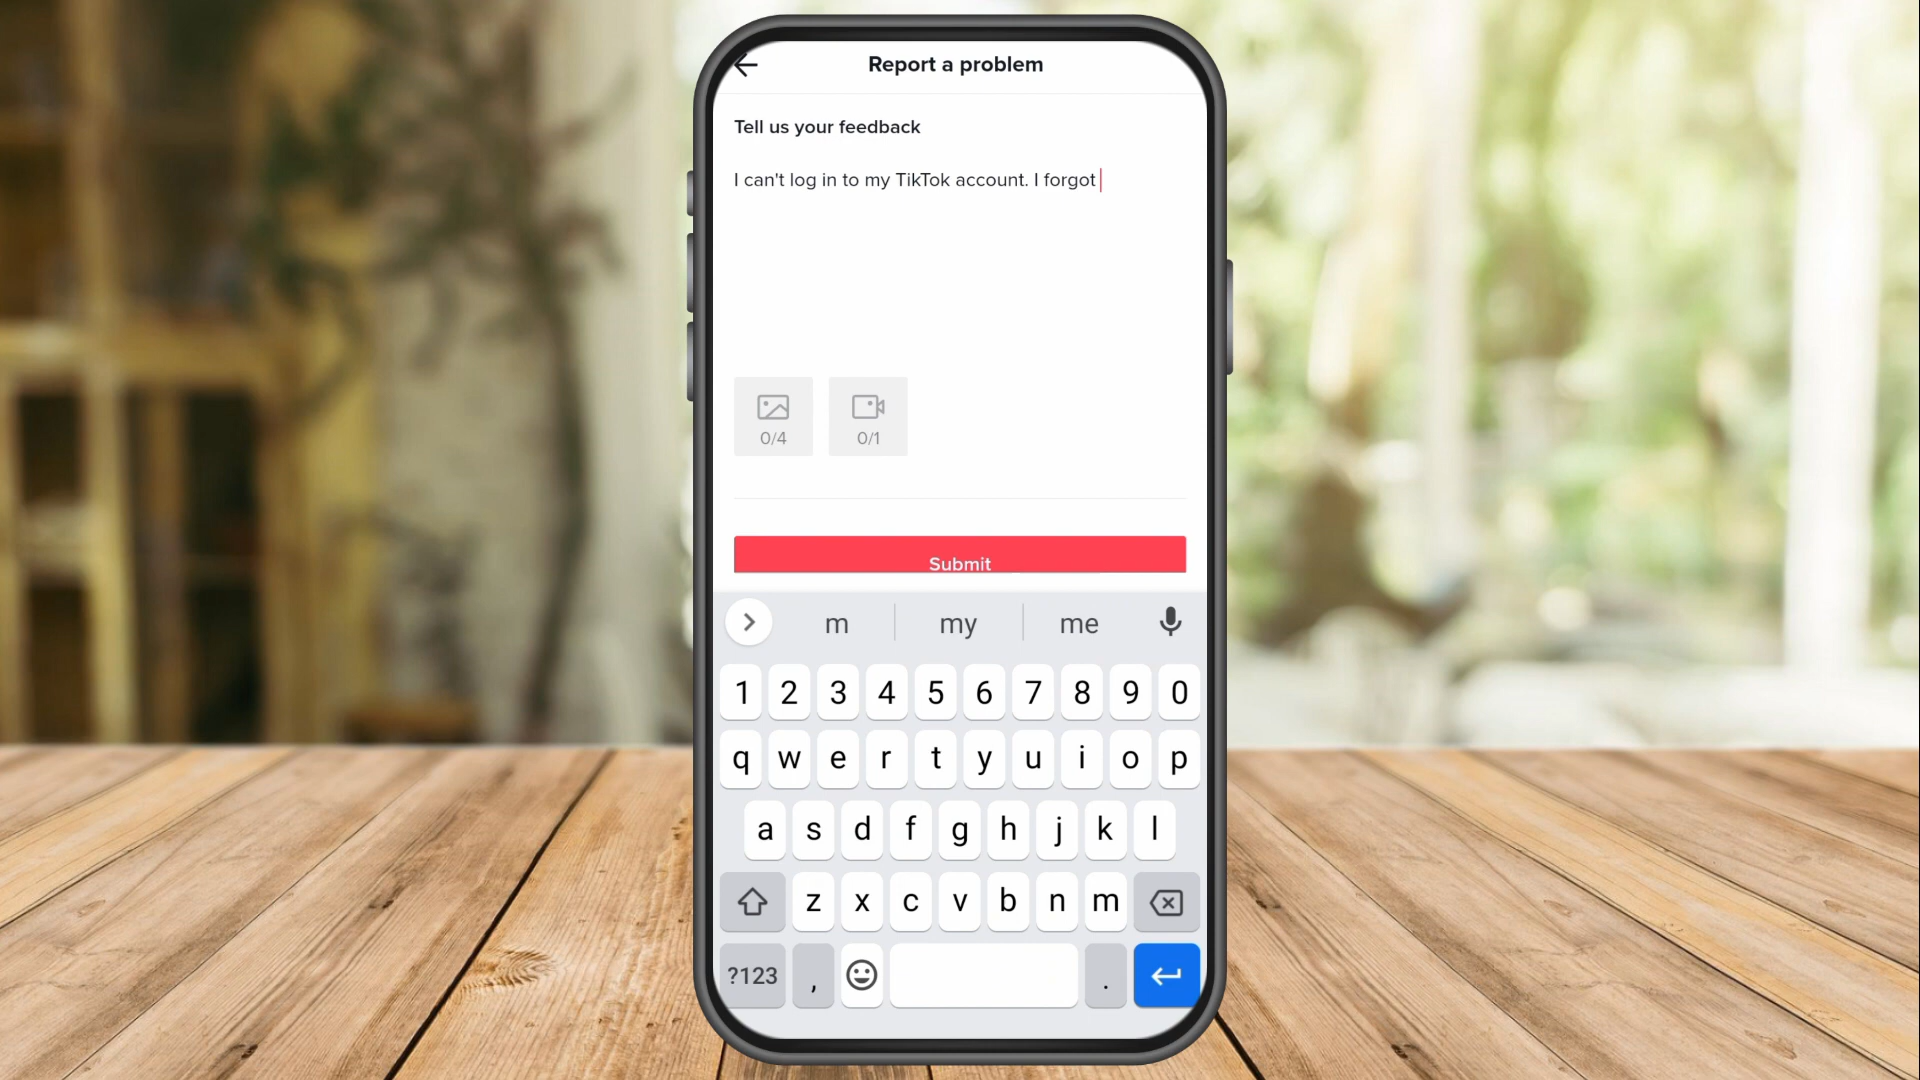 Report a problem
Tell us your feedback
I can't log in to my TikTok account. I forgot
0/4 0/1
Submit
m my me
1 2 3 4 5 6 7 8 9 0
q w e r t y u i o p
a s d f g h j k l
z x c v b n m
?123 , .